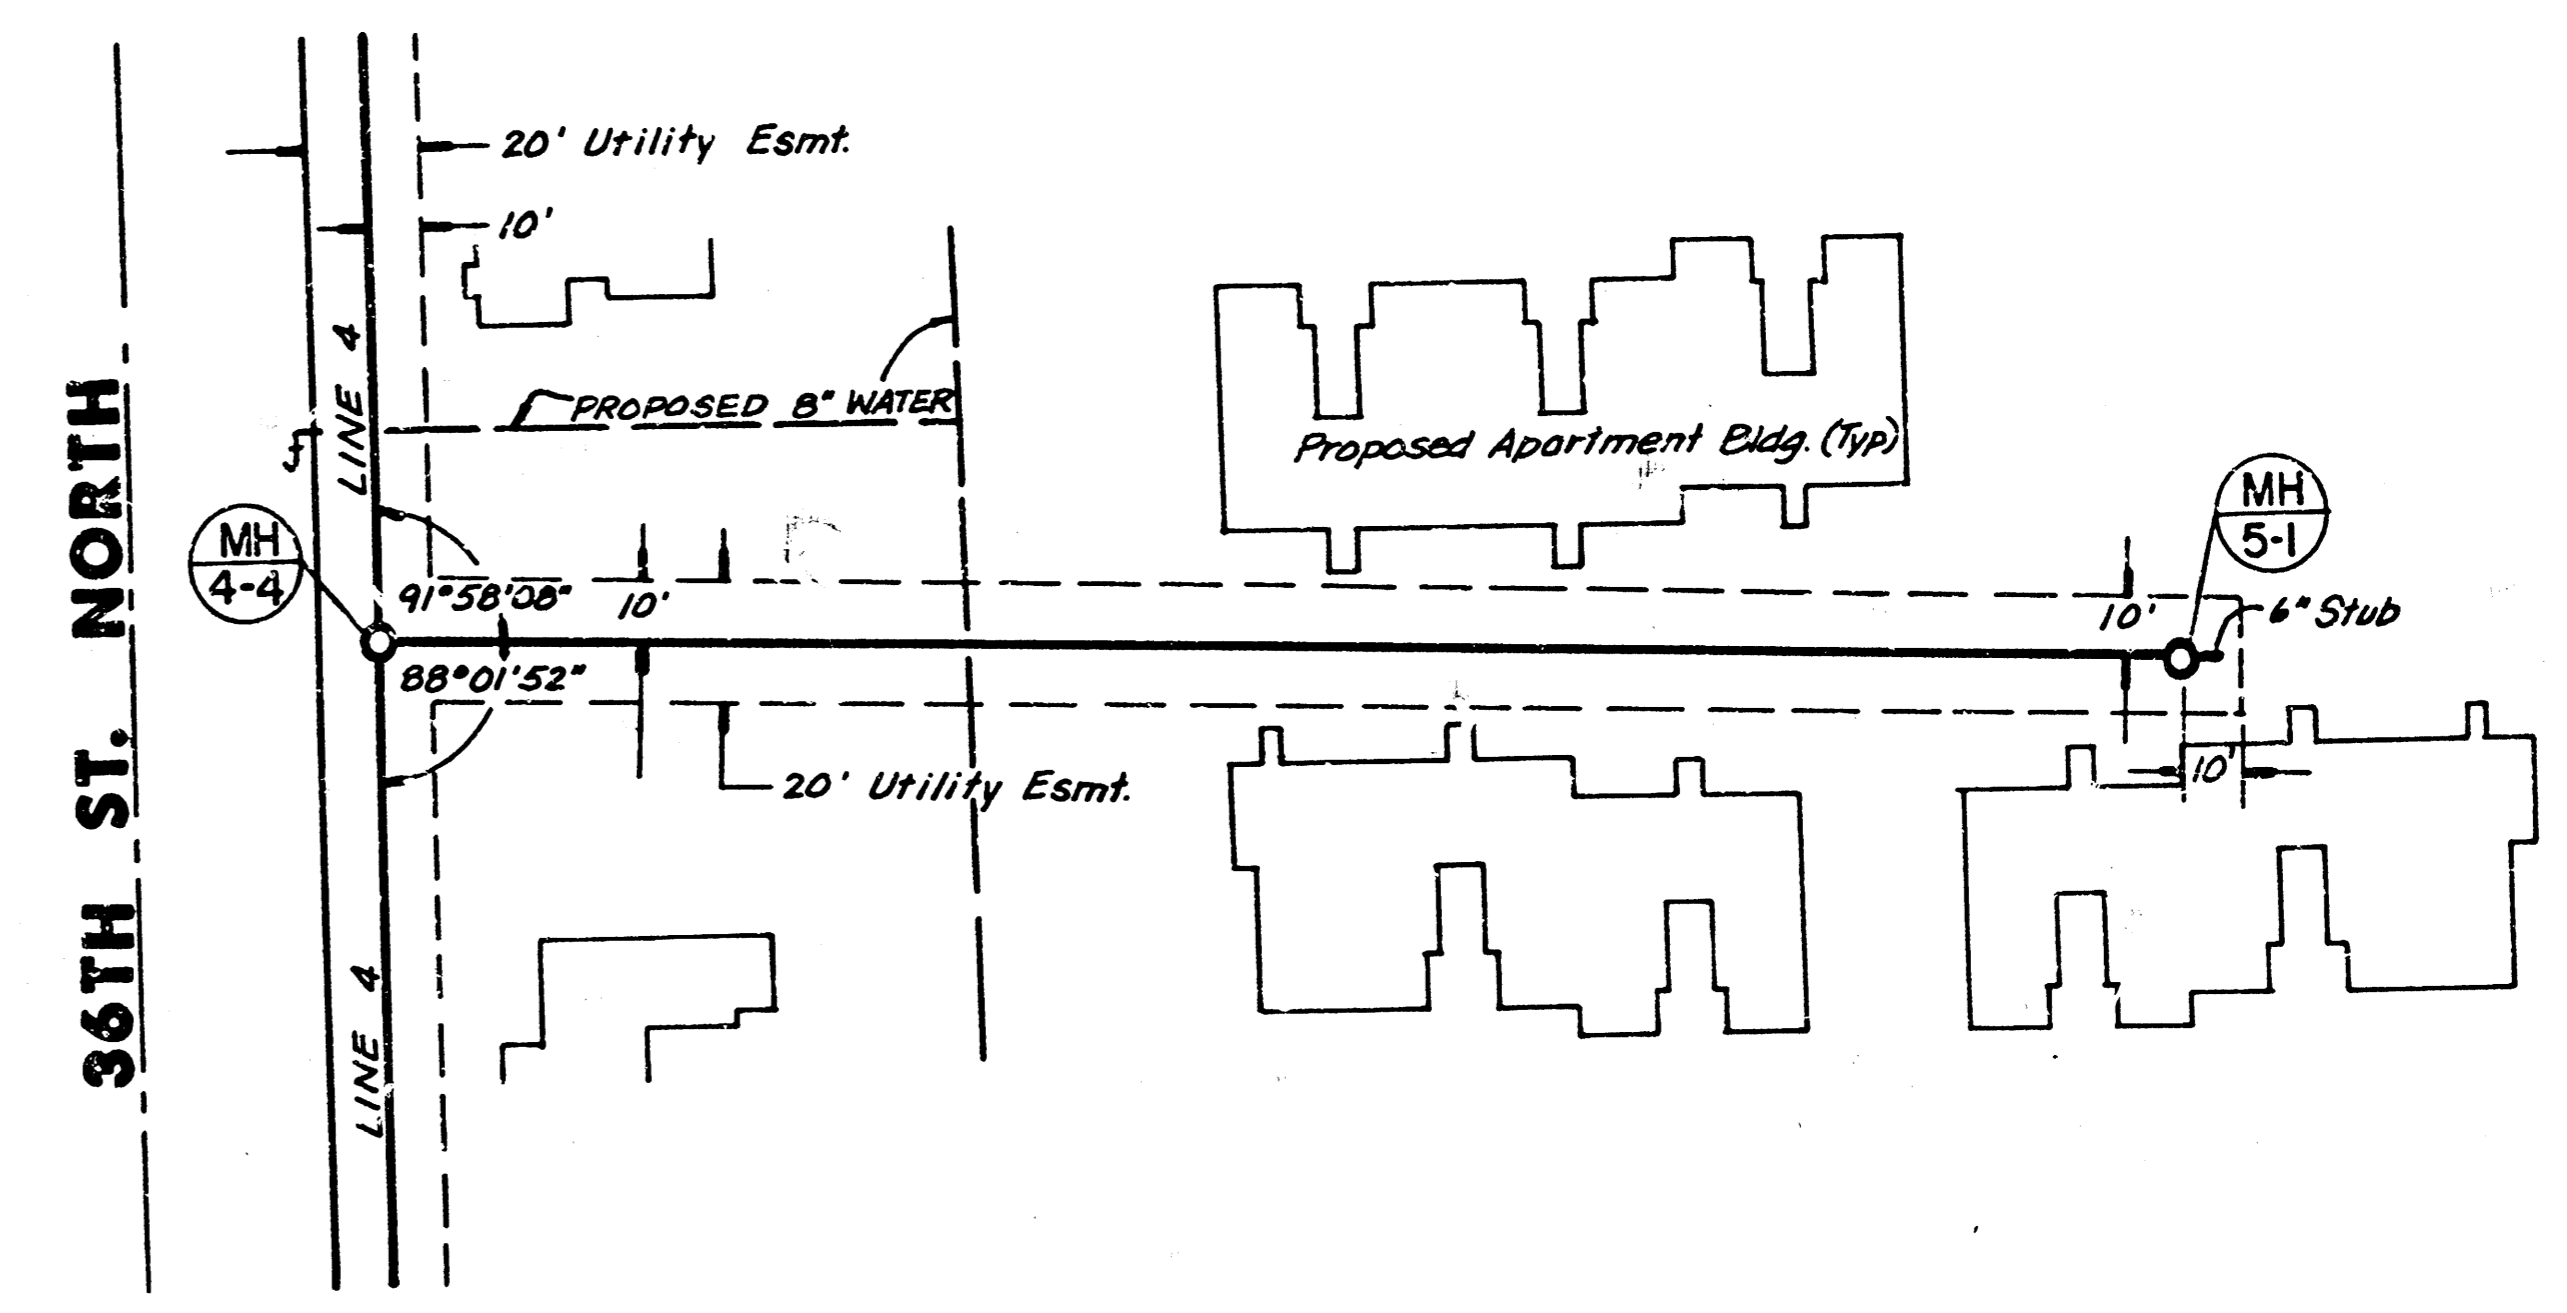 20' Utility Esmt.
10'
LINE 4
PROPOSED 8" WATER
36TH ST. NORTH
Proposed Apartment Bldg. (Typ)
MH
4-4
MH
5-1
91°58'08"
10'
10'
6" Stub
88°01'52"
20' Utility Esmt.
10'
LINE 4